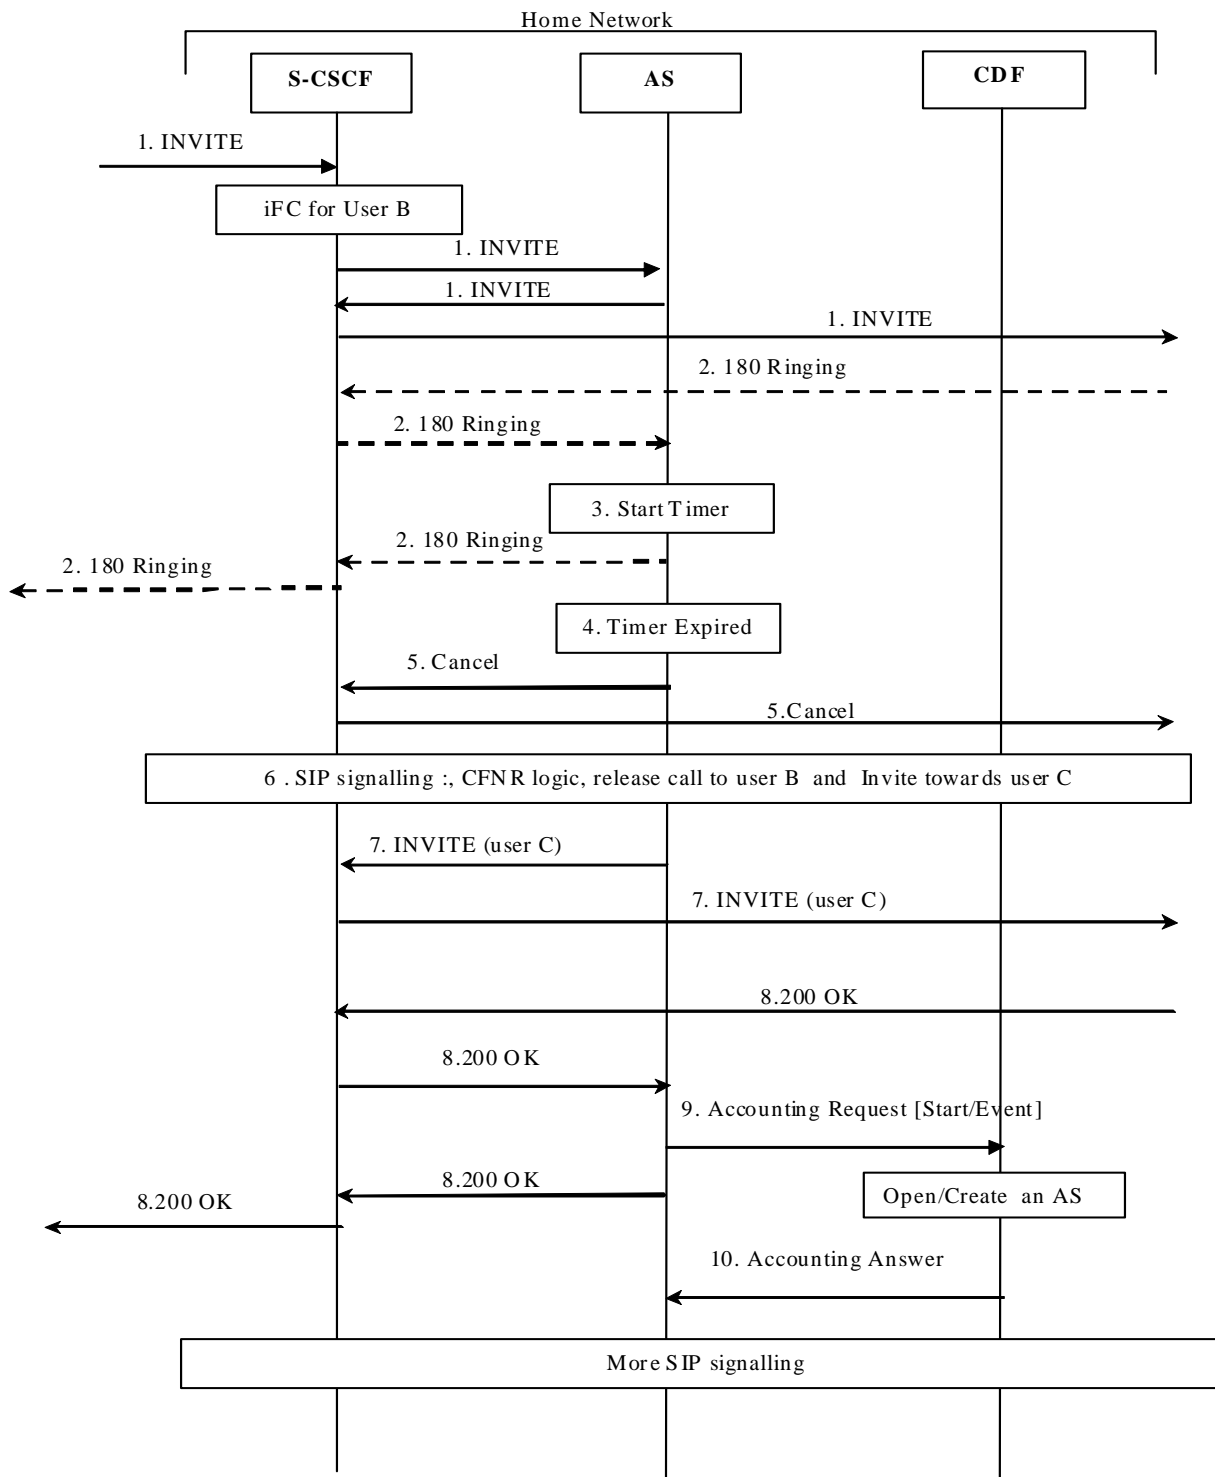 Home Network
S-CSCF
AS
CDF
1. INVITE
iFC for User B
1. INVITE
1. INVITE
1. INVITE
2. 180 Ringing
2. 180 Ringing
3. Start Timer
2. 180 Ringing
2. 180 Ringing
4. Timer Expired
5. Cancel
5.Cancel
6 . SIP signalling :, CFNR logic, release call to user B and Invite towards user C
7. INVITE (user C)
7. INVITE (user C)
8.200 OK
8.200 OK
9. Accounting Request [Start/Event]
8.200 OK
Open/Create an AS
8.200 OK
10. Accounting Answer
More SIP signalling